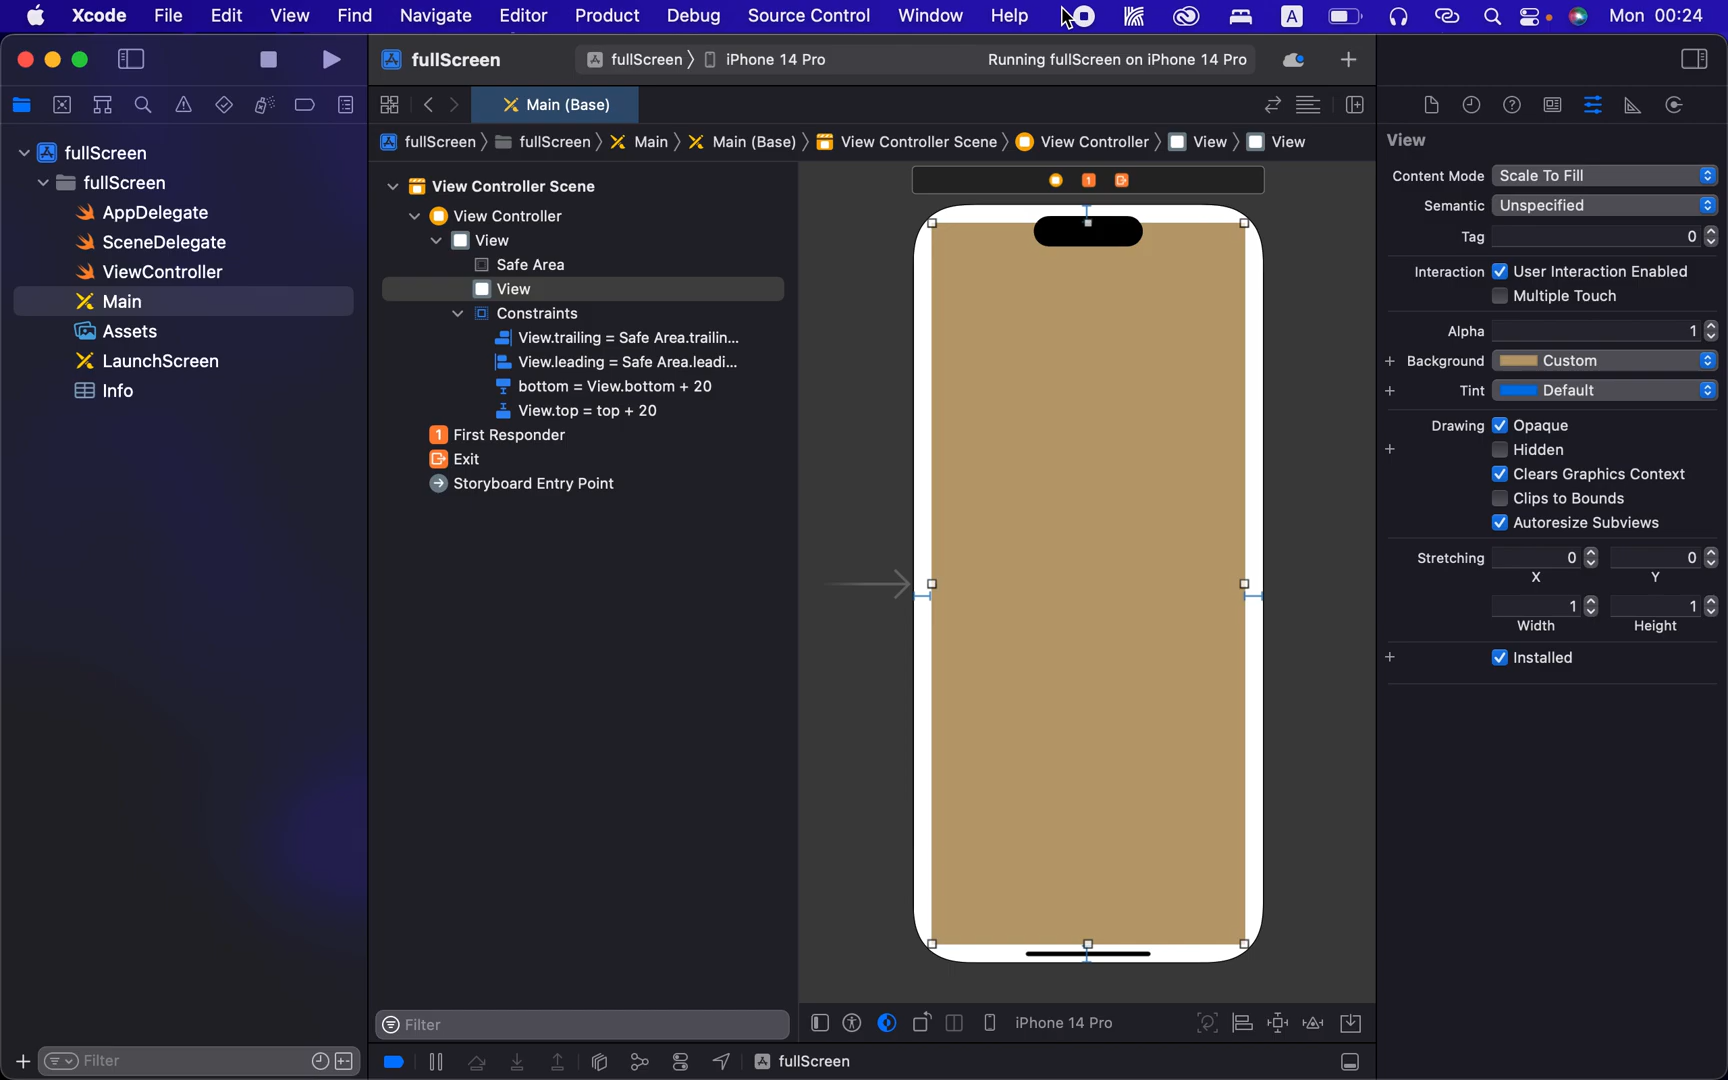 Xcode File Edit View Find Navigate Editor Product Debug Source Control Window Help A Mon 00:24
fullScreen fullScreen iPhone 14 Pro Running fullScreen on iPhone 14 Pro
Main (Base)
fullScreen fullScreen Main Main (Base) View Controller Scene View Controller View View
fullScreen
fullScreen
AppDelegate
SceneDelegate
ViewController
Main
Assets
LaunchScreen
Info
Filter
View Controller Scene
View Controller
View
Safe Area
View
Constraints
View.trailing = Safe Area.trailin...
View.leading = Safe Area.leadi...
bottom = View.bottom + 20
View.top = top + 20
1 First Responder
Exit
Storyboard Entry Point
Filter
1
iPhone 14 Pro
fullScreen
View
Content Mode Scale To Fill
Semantic Unspecified
Tag 0
Interaction User Interaction Enabled
Multiple Touch
Alpha 1
+ Background Custom
+ Tint Default
Drawing Opaque
+ Hidden
Clears Graphics Context
Clips to Bounds
Autoresize Subviews
Stretching 0 0
X Y
1 1
Width Height
+ Installed